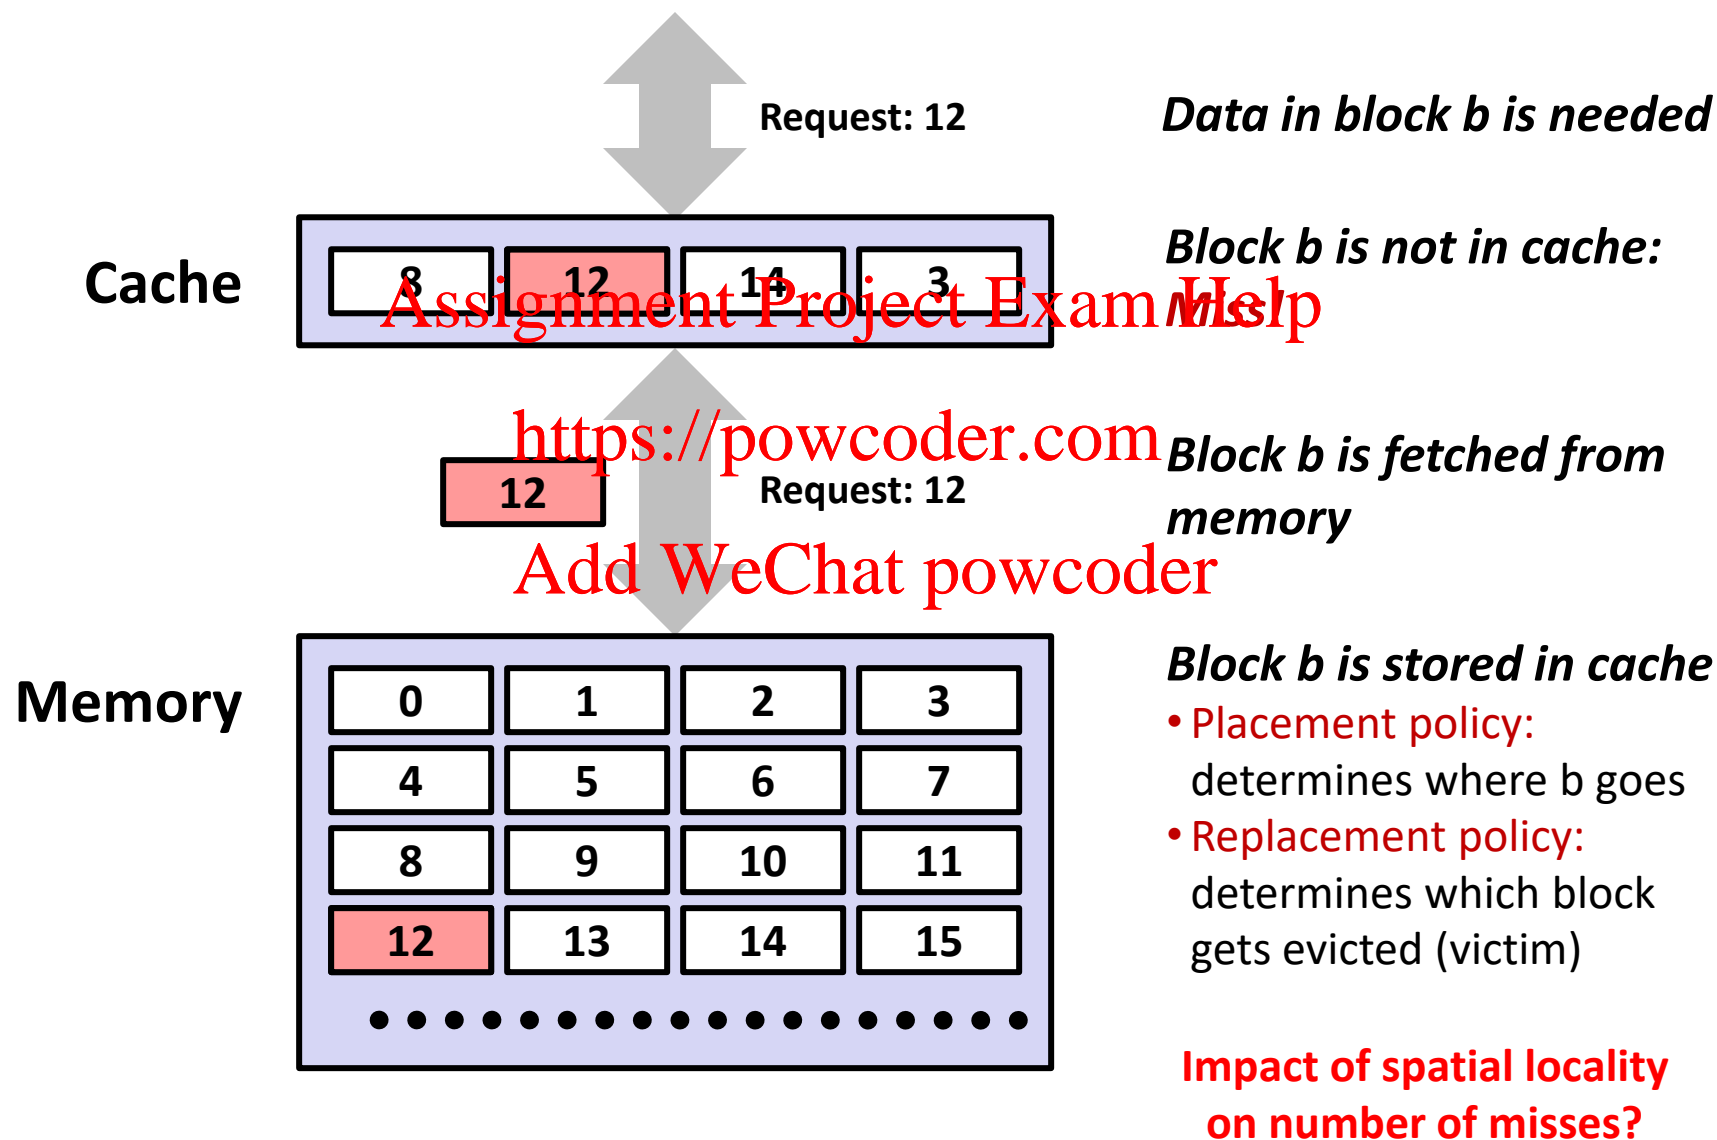 Request: 12
Data in block b is needed
Cache
8 12 14 3
Block b is not in cache:
Miss!
Assignment Project Exam Help
https://powcoder.com
12
Request: 12
Block b is fetched from
memory
Add WeChat powcoder
Memory
0 1 2 3
4 5 6 7
8 9 10 11
12 13 14 15
Block b is stored in cache
• Placement policy:
determines where b goes
• Replacement policy:
determines which block
gets evicted (victim)
Impact of spatial locality
on number of misses?